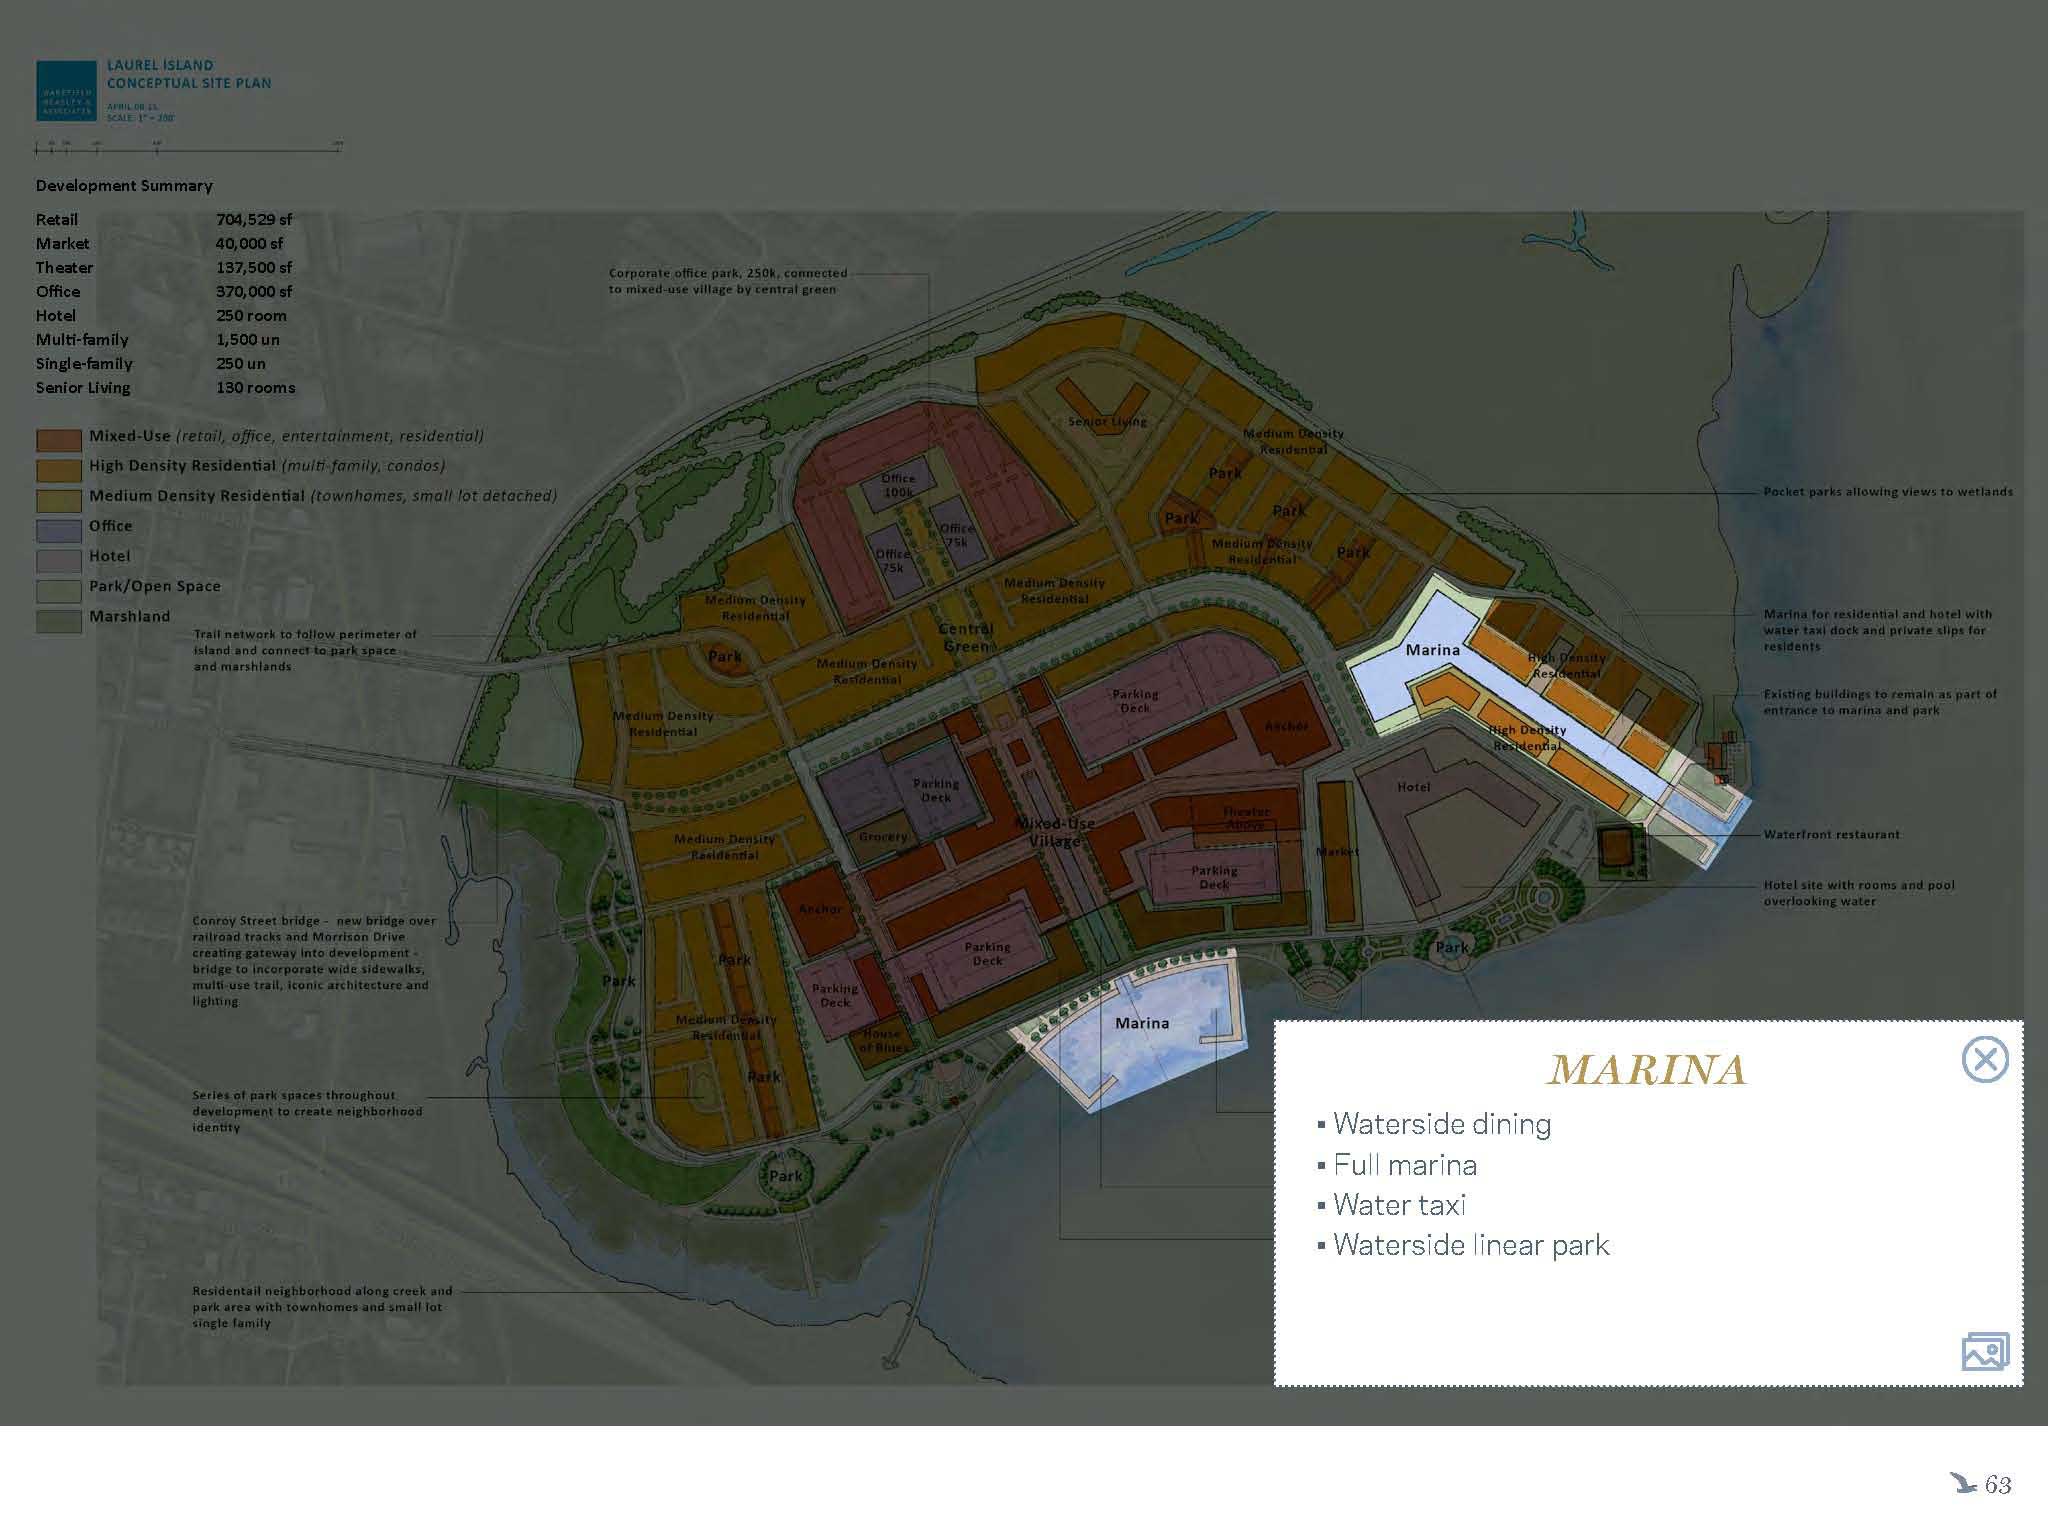 WAKEFIELD
BEASLEY &
ASSOCIATES
LAUREL ISLAND
CONCEPTUAL SITE PLAN
APRIL.08.15
SCALE: 1" = 200'
Development Summary
Retail 704,529 sf
Market 40,000 sf
Theater 137,500 sf
Office 370,000 sf
Hotel 250 room
Multi-family 1,500 un
Single-family 250 un
Senior Living 130 rooms
Mixed-Use (retail, office, entertainment, residential)
High Density Residential (multi-family, condos)
Medium Density Residential (townhomes, small lot detached)
Office
Hotel
Park/Open Space
Marshland
Trail network to follow perimeter of
island and connect to park space
and marshlands
Conroy Street bridge - new bridge over
railroad tracks and Morrison Drive
creating gateway into development -
bridge to incorporate wide sidewalks,
multi-use trail, iconic architecture and
lighting
Series of park spaces throughout
development to create neighborhood
identity
Residentail neighborhood along creek and
park area with townhomes and small lot
single family
Corporate office park, 250k, connected
to mixed-use village by central green
Senior Living
Medium Density
Residential
Office
100k
Office
75k
Office
75k
Park
Park
Park
Park
Medium Density
Residential
Medium Density
Residential
Medium Density
Residential
Central
Green
Park
Medium Density
Residential
Medium Density
Residential
Marina
High Density
Residential
High Density
Residential
Parking
Deck
Anchor
Parking
Deck
Hotel
Grocery
Mixed-Use
Village
Theater
Above
Medium Density
Residential
Market
Parking
Deck
Anchor
Park
Park
Parking
Deck
Park
Parking
Deck
Medium Density
Residential
House
of Blues
Marina
Park
Park
Pocket parks allowing views to wetlands
Marina for residential and hotel with
water taxi dock and private slips for
residents
Existing buildings to remain as part of
entrance to marina and park
Waterfront restaurant
Hotel site with rooms and pool
overlooking water
MARINA
▪ Waterside dining
▪ Full marina
▪ Water taxi
▪ Waterside linear park
63